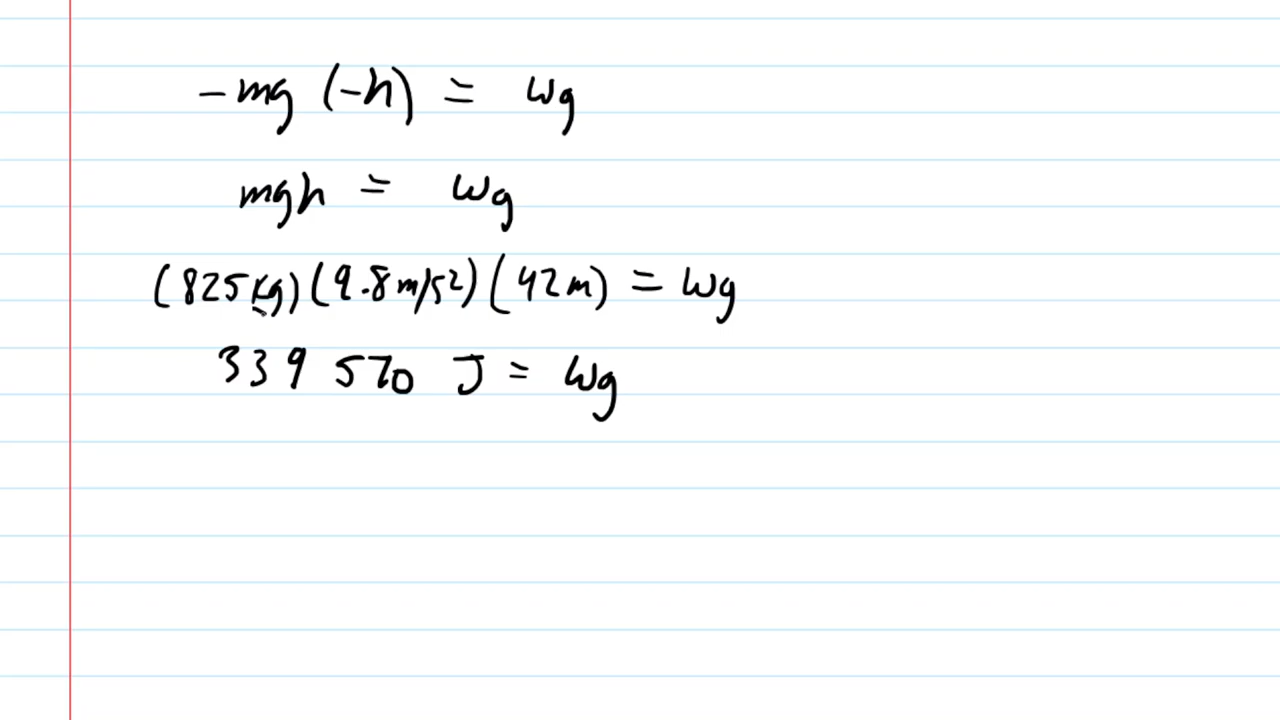 -mg (-h) = Wg
mgh = Wg
(825kg)(9.8m/s²)(42m) = Wg
339 570 J = Wg